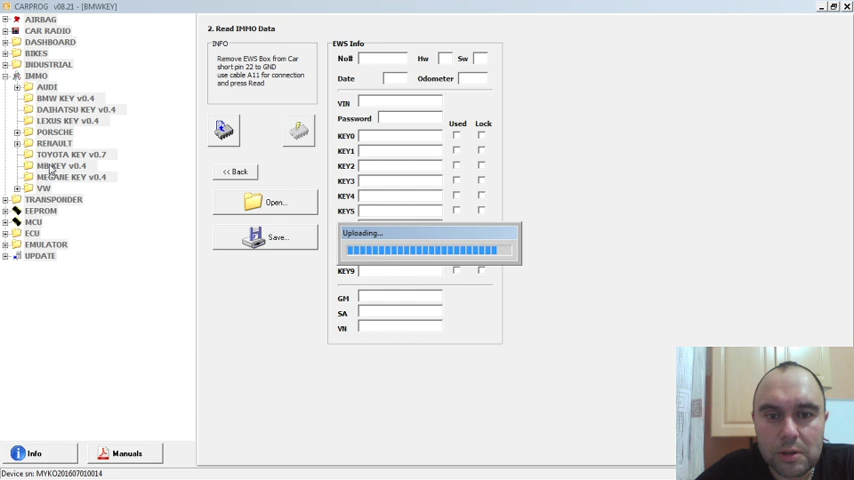 CARPROG v08.21 - [BMWKEY]
AIRBAG
CAR RADIO
DASHBOARD
BIKES
INDUSTRIAL
IMMO
AUDI
BMW KEY v0.4
DAIHATSU KEY v0.4
LEXUS KEY v0.4
PORSCHE
RENAULT
TOYOTA KEY v0.7
MB KEY v0.4
MEGANE KEY v0.4
VW
TRANSPONDER
EEPROM
MCU
ECU
EMULATOR
UPDATE
Info
Manuals
Device sn: MYKO201607010014
2. Read IMMO Data
INFO
Remove EWS Box from Car
short pin 22 to GND
use cable A11 for connection
and press Read
<< Back
Open...
Save...
EWS Info
No#
Hw
Sw
Date
Odometer
VIN
Password
Used
Lock
KEY0
KEY1
KEY2
KEY3
KEY4
KEY5
Uploading...
KEY9
GM
SA
VN